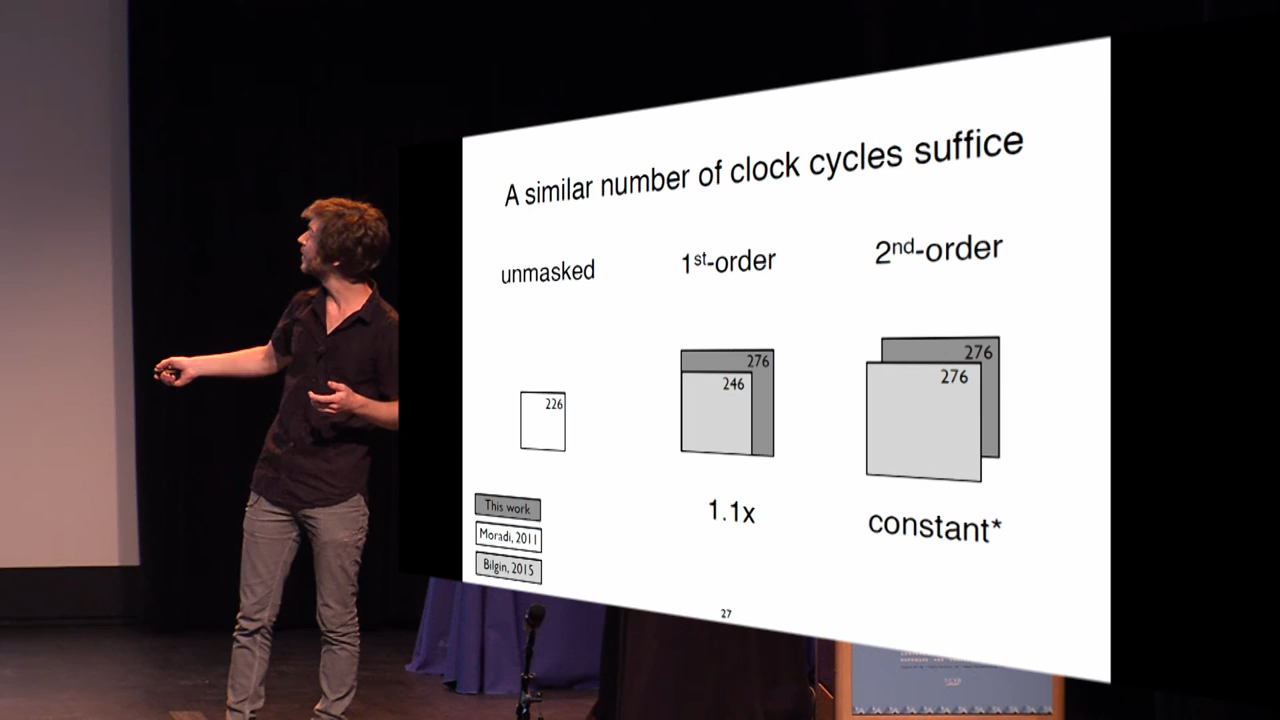 A similar number of clock cycles suffice
unmasked
1st-order
2nd-order
226
276
246
276
276
1.1x
constant*
This work
Moradi, 2011
Bilgin, 2015
27